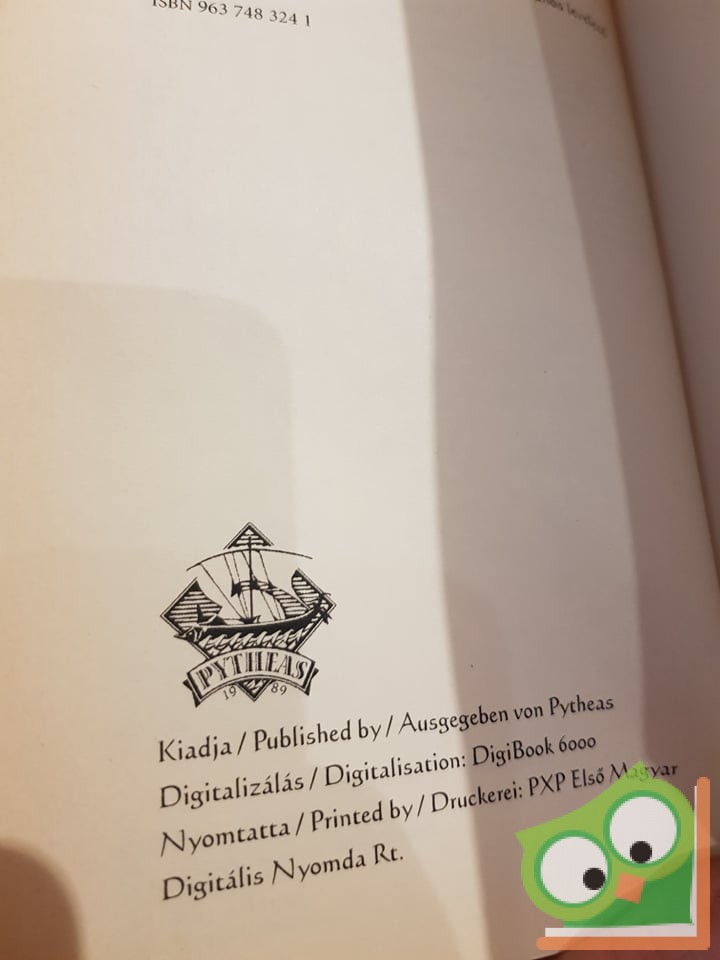 ISBN 963 748 324 1
PYTHEAS
19 89
Kiadja / Published by / Ausgegeben von Pytheas
Digitalizálás / Digitalisation: DigiBook 6000
Nyomtatta / Printed by / Druckerei: PXP Első Magyar
Digitális Nyomda Rt.